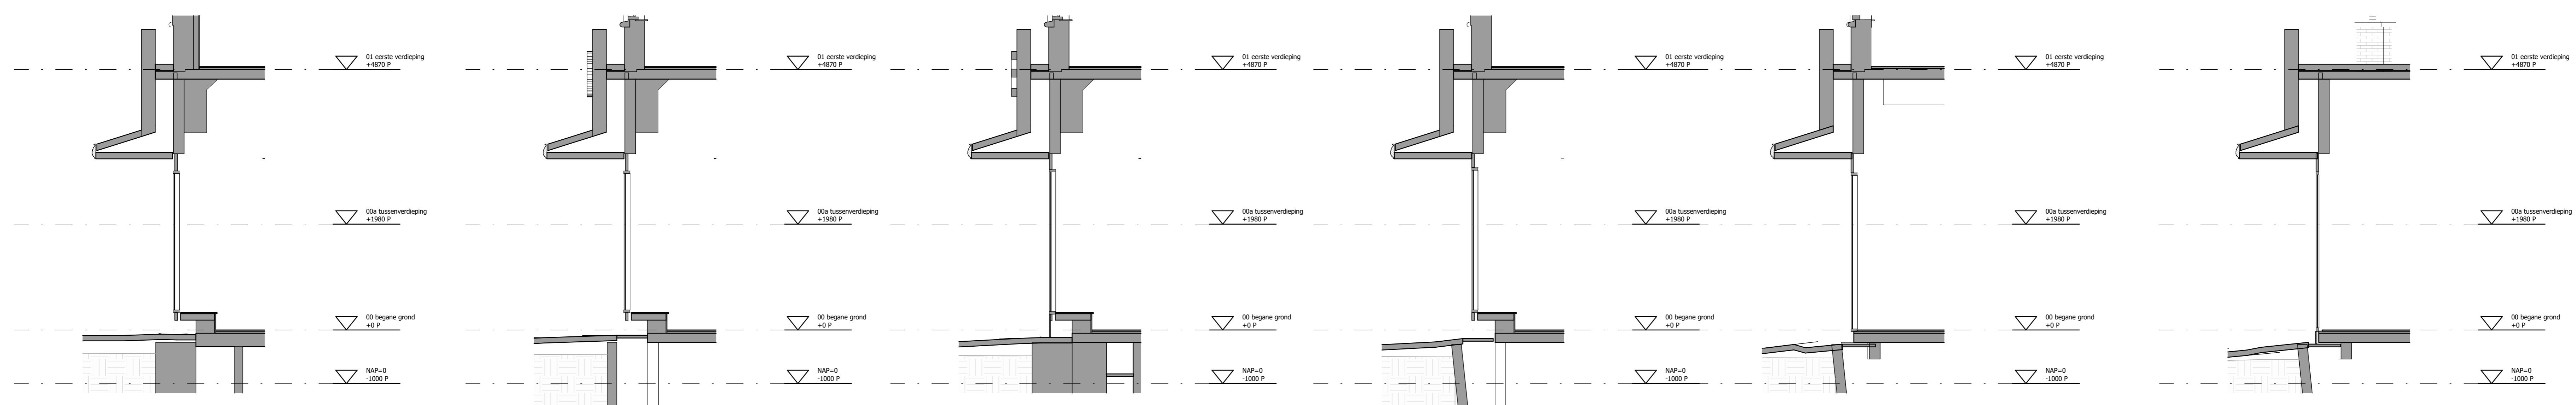 01 eerste verdieping
+4870 P
00a tussenverdieping
+1980 P
00 begane grond
+0 P
NAP=0
-1000 P
01 eerste verdieping
+4870 P
00a tussenverdieping
+1980 P
00 begane grond
+0 P
NAP=0
-1000 P
01 eerste verdieping
+4870 P
00a tussenverdieping
+1980 P
00 begane grond
+0 P
NAP=0
-1000 P
01 eerste verdieping
+4870 P
00a tussenverdieping
+1980 P
00 begane grond
+0 P
NAP=0
-1000 P
01 eerste verdieping
+4870 P
00a tussenverdieping
+1980 P
00 begane grond
+0 P
NAP=0
-1000 P
01 eerste verdieping
+4870 P
00a tussenverdieping
+1980 P
00 begane grond
+0 P
NAP=0
-1000 P